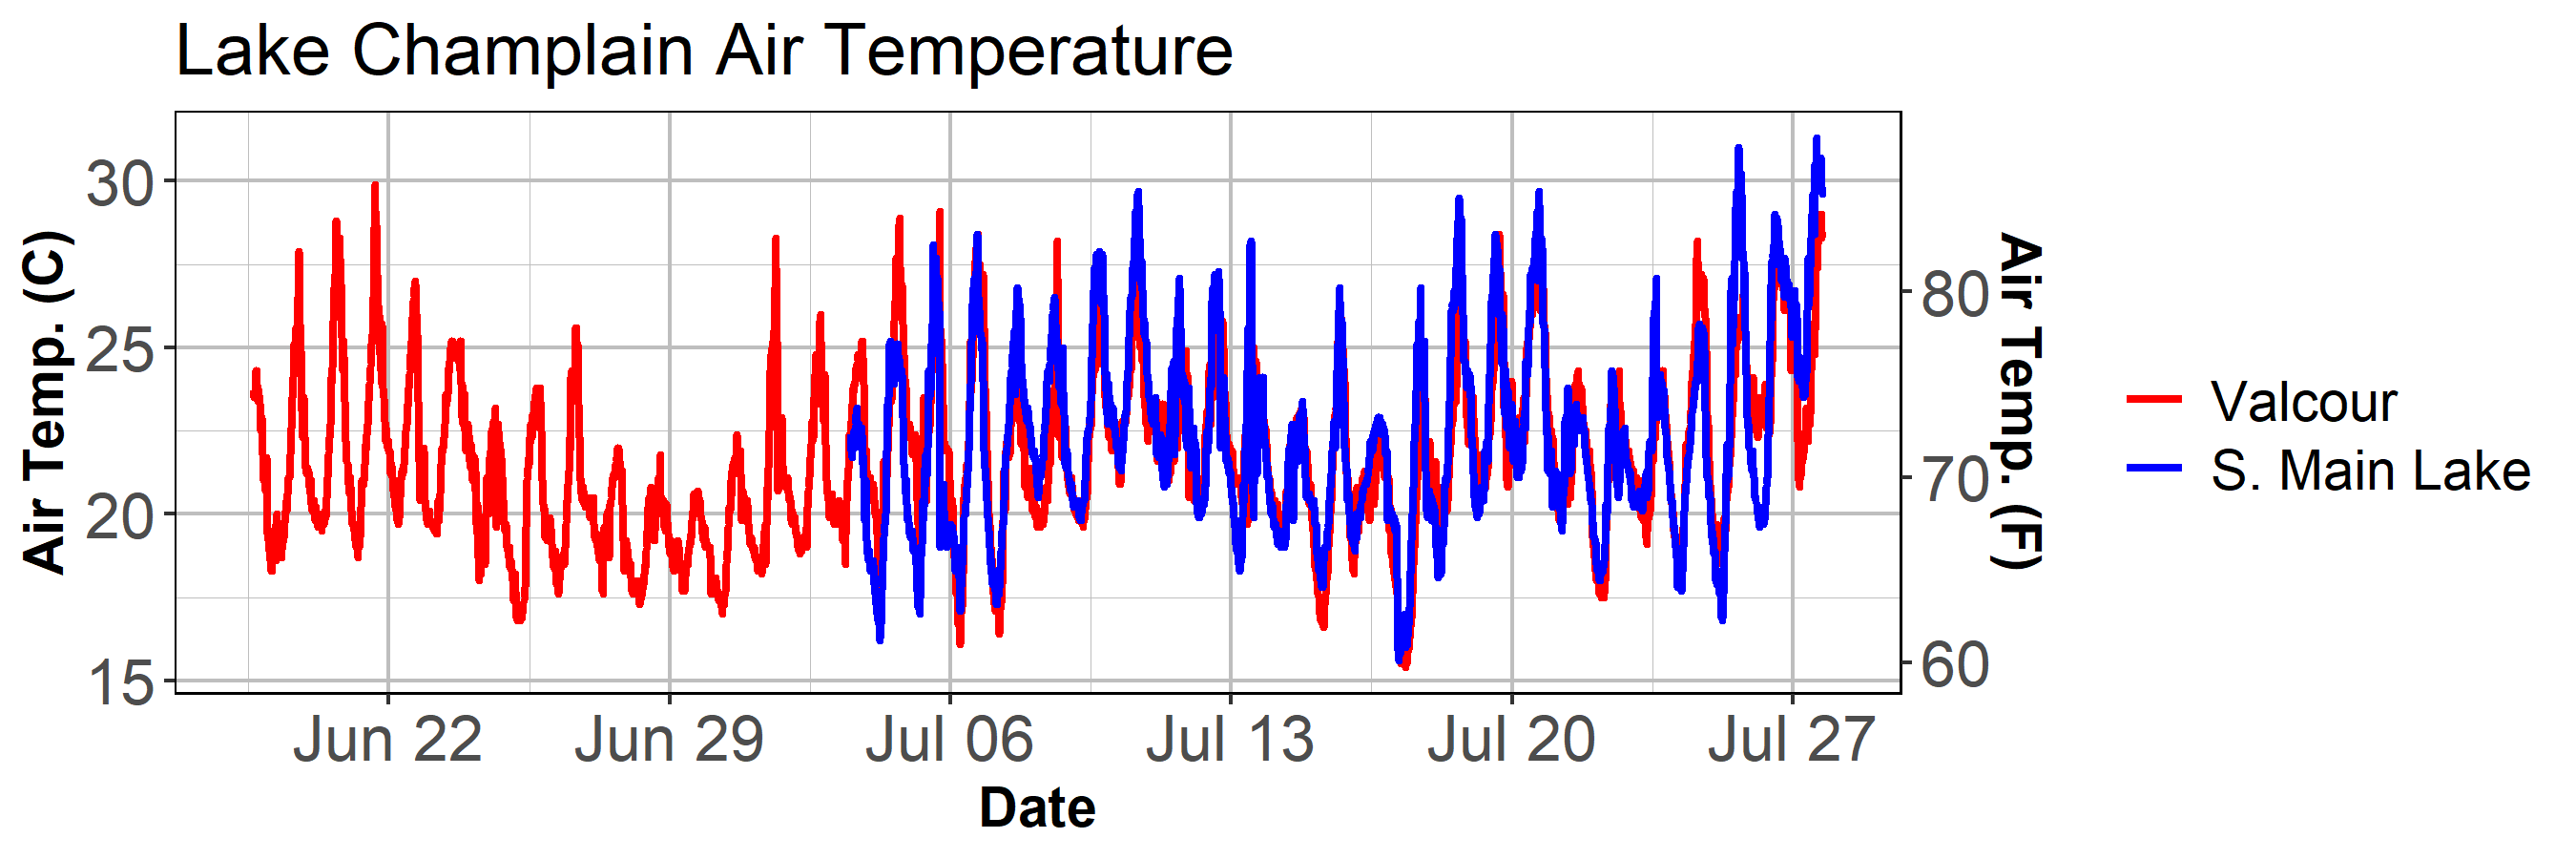 Lake Champlain Air Temperature
Air Temp. (C)
30
25
20
15
Jun 22 Jun 29 Jul 06 Jul 13 Jul 20 Jul 27
Date
80
70
60
Air Temp. (F)
Valcour
S. Main Lake